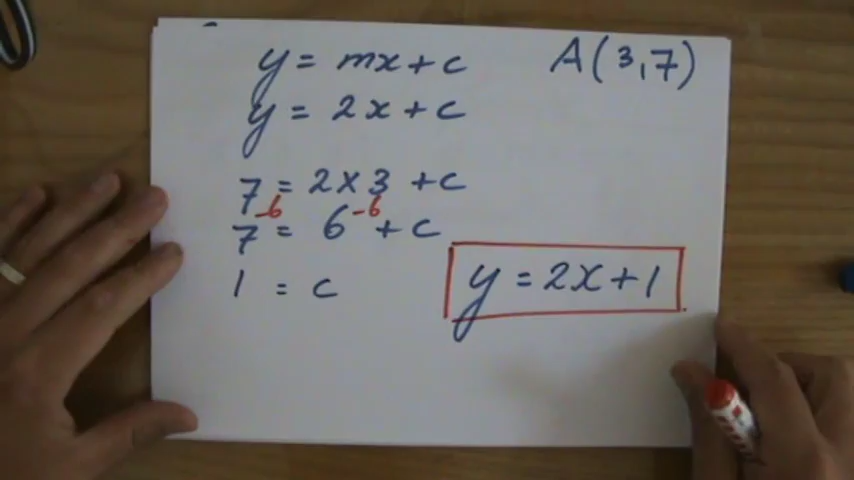 y = mx + c
A(3,7)
y = 2x + c
7 = 2 x 3 + c
-6 -6
7 = 6 + c
1 = c
y = 2x + 1